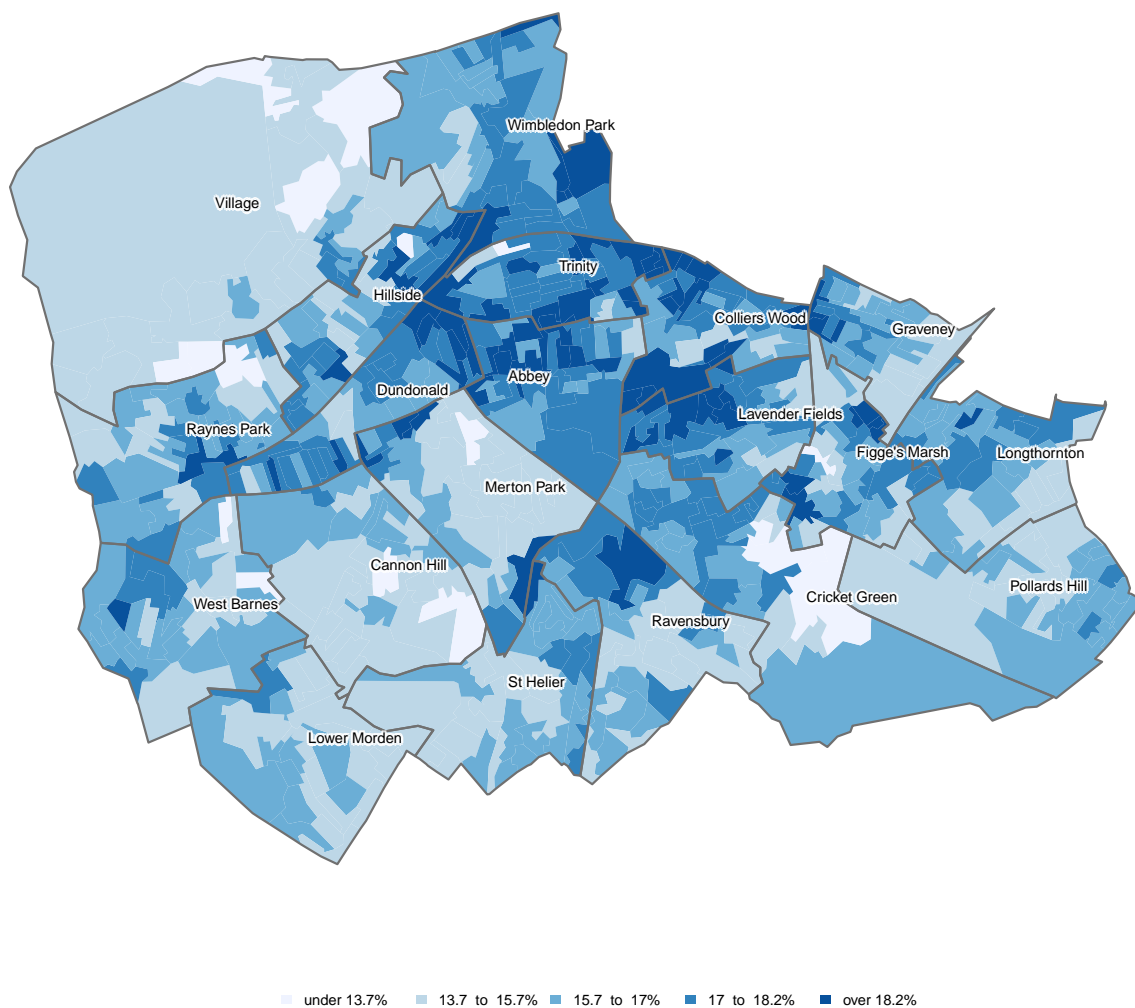 Wimbledon Park
Village
Trinity
Hillside
Colliers Wood
Graveney
Abbey
Dundonald
Lavender Fields
Raynes Park
Figge's Marsh
Longthornton
Merton Park
Cannon Hill
Pollards Hill
West Barnes
Cricket Green
Ravensbury
St Helier
Lower Morden
under 13.7% 13.7 to 15.7% 15.7 to 17% 17 to 18.2% over 18.2%